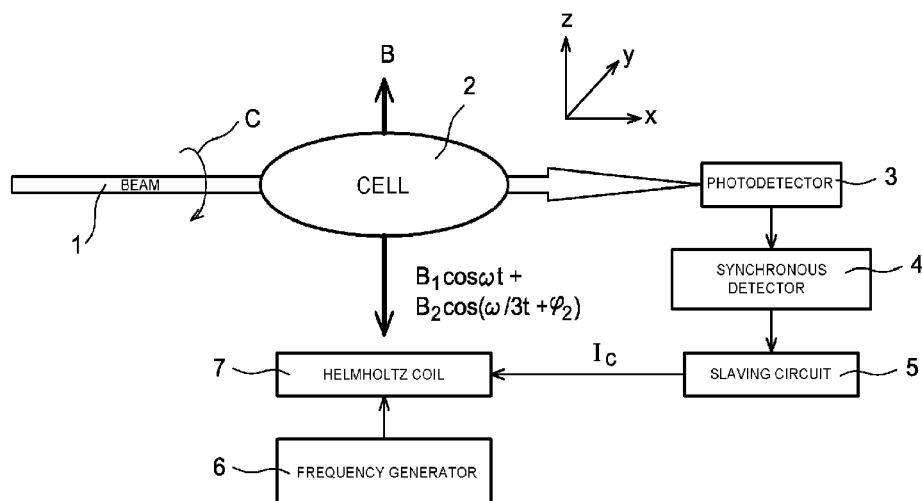 B
2
z
y
x
C
BEAM
1
CELL
PHOTODETECTOR
3
SYNCHRONOUS
DETECTOR
4
B₁cosωt +
B₂cos(ω/3t +φ₂)
7
HELMHOLTZ COIL
I_C
SLAVING CIRCUIT
5
6
FREQUENCY GENERATOR